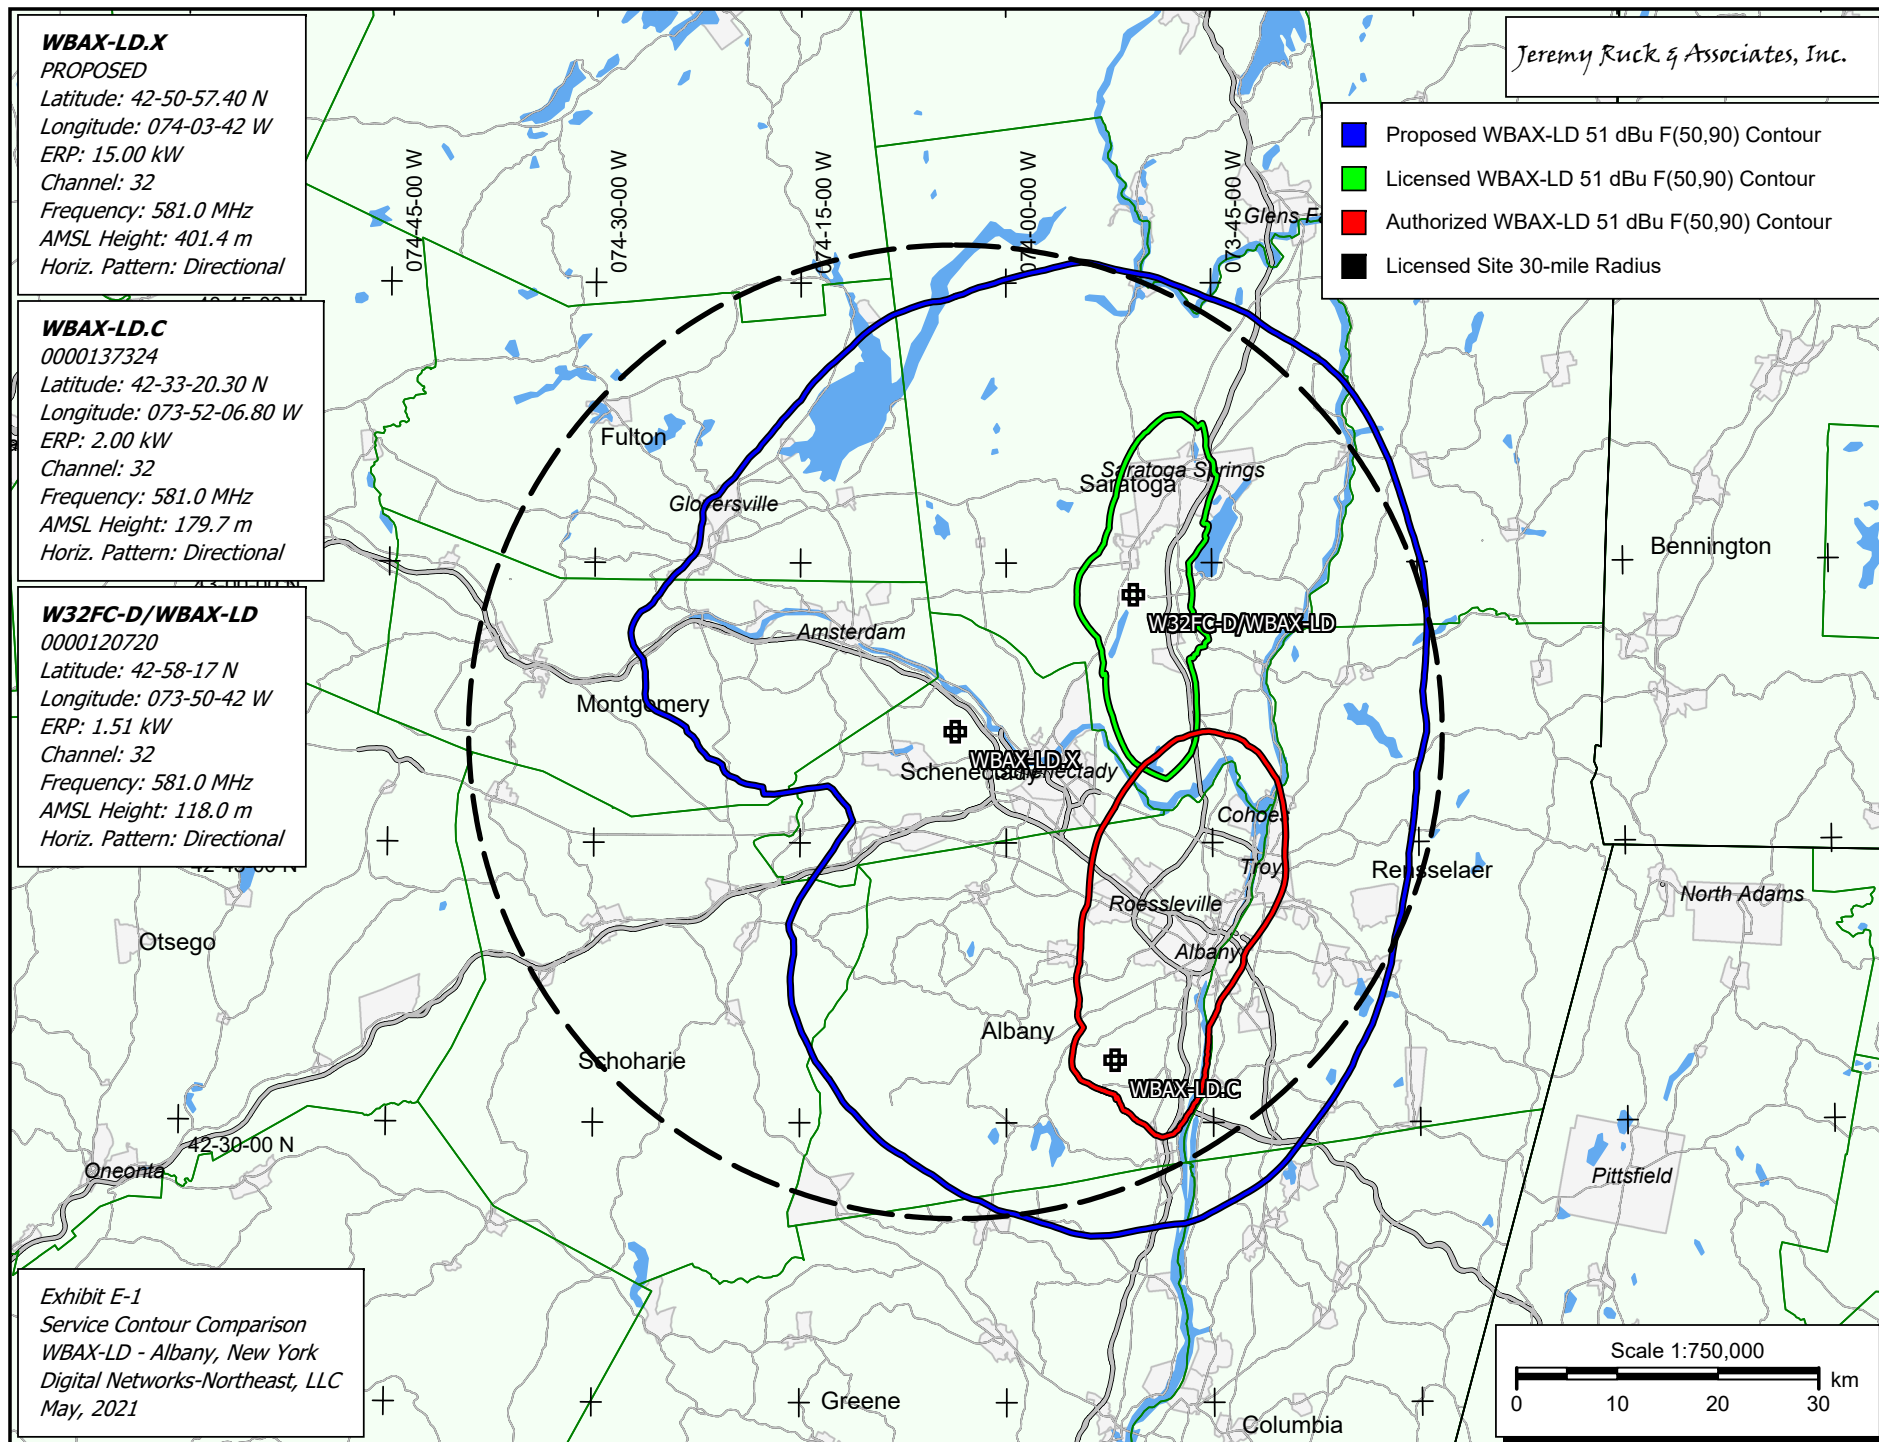 WBAX-LD.X
PROPOSED
Latitude: 42-50-57.40 N
Longitude: 074-03-42 W
ERP: 15.00 kW
Channel: 32
Frequency: 581.0 MHz
AMSL Height: 401.4 m
Horiz. Pattern: Directional
WBAX-LD.C
0000137324
Latitude: 42-33-20.30 N
Longitude: 073-52-06.80 W
ERP: 2.00 kW
Channel: 32
Frequency: 581.0 MHz
AMSL Height: 179.7 m
Horiz. Pattern: Directional
W32FC-D/WBAX-LD
0000120720
Latitude: 42-58-17 N
Longitude: 073-50-42 W
ERP: 1.51 kW
Channel: 32
Frequency: 581.0 MHz
AMSL Height: 118.0 m
Horiz. Pattern: Directional
Jeremy Ruck & Associates, Inc.
Proposed WBAX-LD 51 dBu F(50,90) Contour
Licensed WBAX-LD 51 dBu F(50,90) Contour
Authorized WBAX-LD 51 dBu F(50,90) Contour
Licensed Site 30-mile Radius
074-45-00 W
074-30-00 W
074-15-00 W
074-00-00 W
073-45-00 W
Glens
Fulton
Saratoga Springs
Saratoga
Gloversville
Bennington
W32FC-D/WBAX-LD
Amsterdam
Montgomery
WBAX-LD.X
Schenectady
Schenectady
Cohoes
Troy
Rensselaer
North Adams
Roessleville
Otsego
Albany
Albany
Schoharie
WBAX-LD.C
42-30-00 N
Oneonta
Pittsfield
Greene
Columbia
Exhibit E-1
Service Contour Comparison
WBAX-LD - Albany, New York
Digital Networks-Northeast, LLC
May, 2021
Scale 1:750,000
km
0 10 20 30